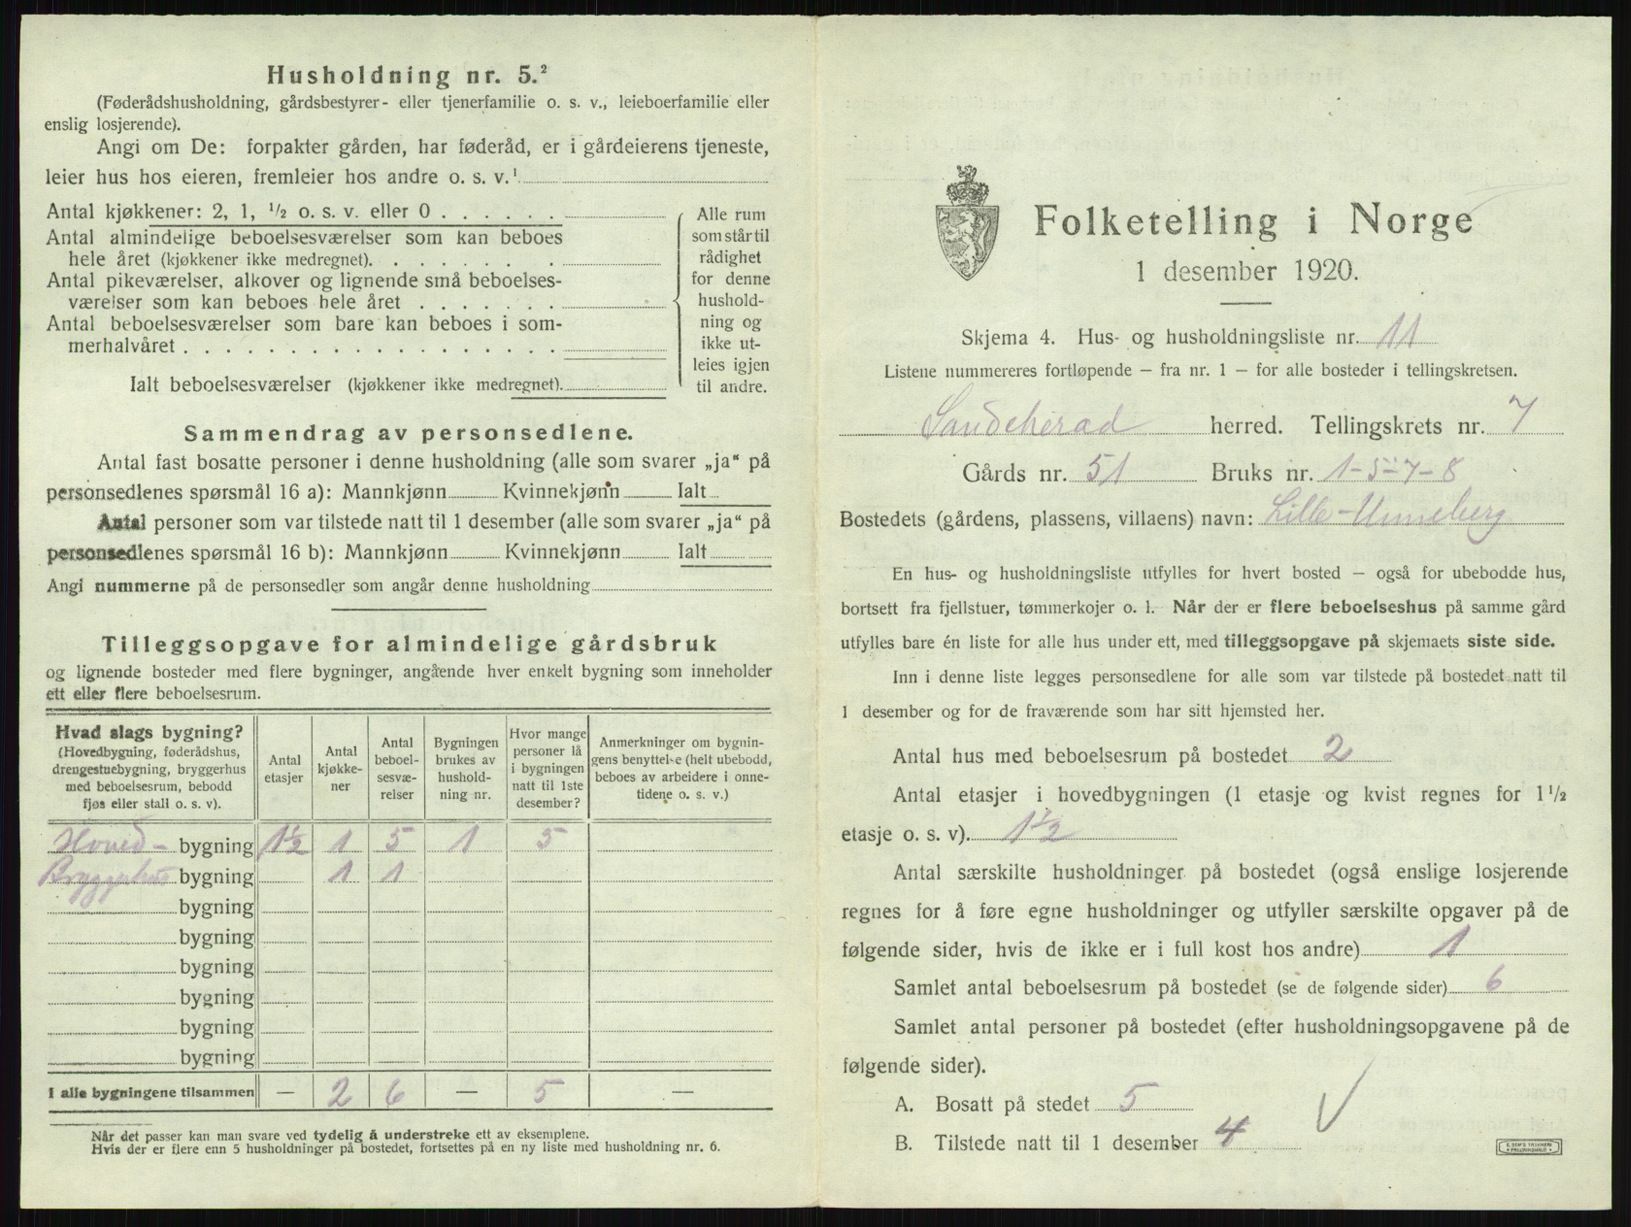 Husholdning nr. 5.²
(Føderådshusholdning, gårdsbestyrer- eller tjenerfamilie o. s. v., leieboerfamilie eller
enslig losjerende).
Angi om De: forpakter gården, har føderåd, er i gårdeierens tjeneste,
leier hus hos eieren, fremleier hos andre o. s. v.¹
Antal kjøkkener: 2, 1, ½ o. s. v. eller 0 . . . . . .
Antal almindelige beboelsesværelser som kan beboes
hele året (kjøkkener ikke medregnet). . . . . . . .
Antal pikeværelser, alkover og lignende små beboelses-
værelser som kan beboes hele året . . . . . . .
Antal beboelsesværelser som bare kan beboes i som-
merhalvåret . . . . . . . . . . . . . . . . . .
Ialt beboelsesværelser (kjøkkener ikke medregnet).
Alle rum
som står til
rådighet
for denne
hushold-
ning og
ikke ut-
leies igjen
til andre.
Sammendrag av personsedlene.
Antal fast bosatte personer i denne husholdning (alle som svarer „ja“ på
personsedlenes spørsmål 16 a): Mannkjønn Kvinnekjønn Ialt
Antal personer som var tilstede natt til 1 desember (alle som svarer „ja“ på
personsedlenes spørsmål 16 b): Mannkjønn Kvinnekjønn Ialt
Angi nummerne på de personsedler som angår denne husholdning
Tilleggsopgave for almindelige gårdsbruk
og lignende bosteder med flere bygninger, angående hver enkelt bygning som inneholder
ett eller flere beboelsesrum.
Hvad slags bygning?
(Hovedbygning, føderådshus,
drengestuebygning, bryggerhus
med beboelsesrum, bebodd
fjøs eller stall o. s. v).
Antal
etasjer
Antal
kjøkke-
ner
Antal
beboel-
sesvæ-
relser
Bygningen
brukes av
hushold-
ning nr.
Hvor mange
personer lå
i bygningen
natt til 1ste
desember?
Anmerkninger om bygnin-
gens benyttelse (helt ubebodd,
beboes av arbeidere i onne-
tidene o. s. v.)
Hoved- bygning 1½ 1 5 1 5
Bryggerhus bygning 1 1
bygning
bygning
bygning
bygning
bygning
bygning
I alle bygningene tilsammen — 2 6 — 5 —
Når det passer kan man svare ved tydelig å understreke ett av eksemplene.
Hvis der er flere enn 5 husholdninger på bostedet, fortsettes på en ny liste med husholdning nr. 6.
Folketelling i Norge
1 desember 1920.
Skjema 4. Hus- og husholdningsliste nr. 11
Listene nummereres fortløpende — fra nr. 1 — for alle bosteder i tellingskretsen.
Sandeherad herred. Tellingskrets nr. 7
Gårds nr. 51 Bruks nr. 1-5-7-8
Bostedets (gårdens, plassens, villaens) navn: Lille-Unneberg
En hus- og husholdningsliste utfylles for hvert bosted — også for ubebodde hus,
bortsett fra fjellstuer, tømmerkojer o. l. Når der er flere beboelseshus på samme gård
utfylles bare én liste for alle hus under ett, med tilleggsopgave på skjemaets siste side.
Inn i denne liste legges personsedlene for alle som var tilstede på bostedet natt til
1 desember og for de fraværende som har sitt hjemsted her.
Antal hus med beboelsesrum på bostedet 2
Antal etasjer i hovedbygningen (1 etasje og kvist regnes for 1½
etasje o. s. v). 1½
Antal særskilte husholdninger på bostedet (også enslige losjerende
regnes for å føre egne husholdninger og utfyller særskilte opgaver på de
følgende sider, hvis de ikke er i full kost hos andre) 1
Samlet antal beboelsesrum på bostedet (se de følgende sider) 6
Samlet antal personer på bostedet (efter husholdningsopgavene på de
følgende sider).
A. Bosatt på stedet 5
B. Tilstede natt til 1 desember 4